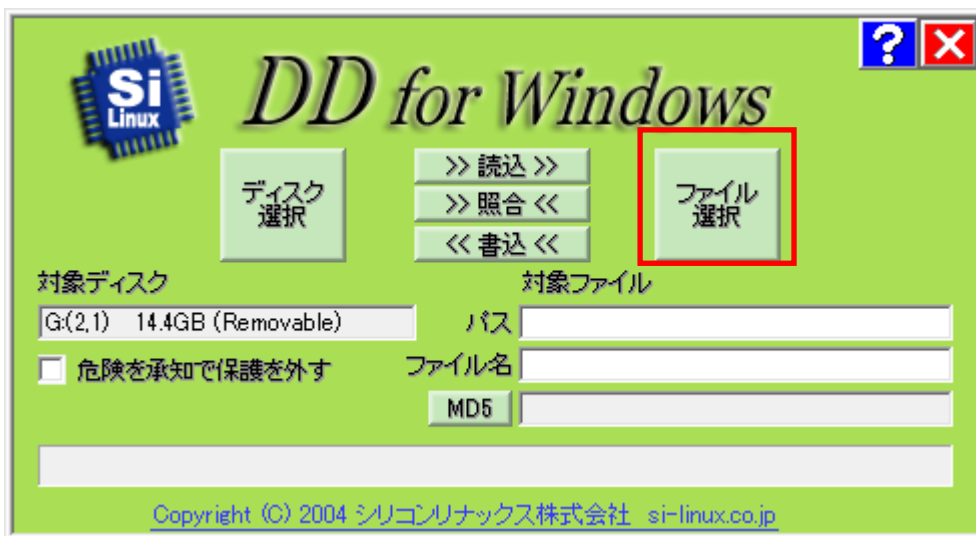 Si
Linux
DD for Windows
?
ディスク
選択
>> 読込 >>
>> 照合 <<
<< 書込 <<
ファイル
選択
対象ディスク
対象ファイル
G:(2,1) 14.4GB (Removable)
パス
危険を承知で保護を外す
ファイル名
MD5
Copyright (C) 2004 シリコンリナックス株式会社 si-linux.co.jp